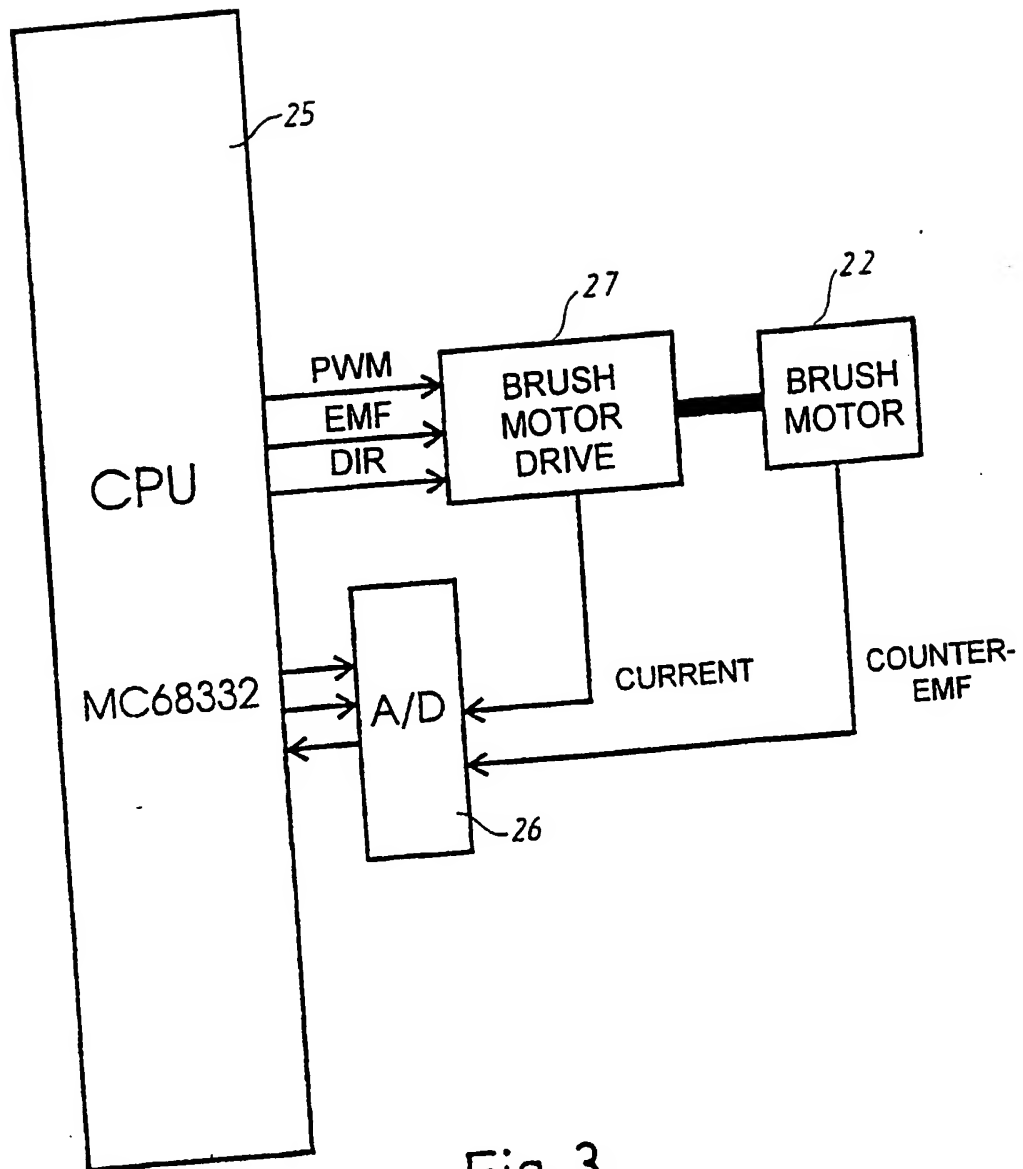 25
27
22
PWM
EMF
DIR
BRUSH
MOTOR
DRIVE
BRUSH
MOTOR
CPU
MC68332
A/D
CURRENT
COUNTER-
EMF
26
Fig. 3